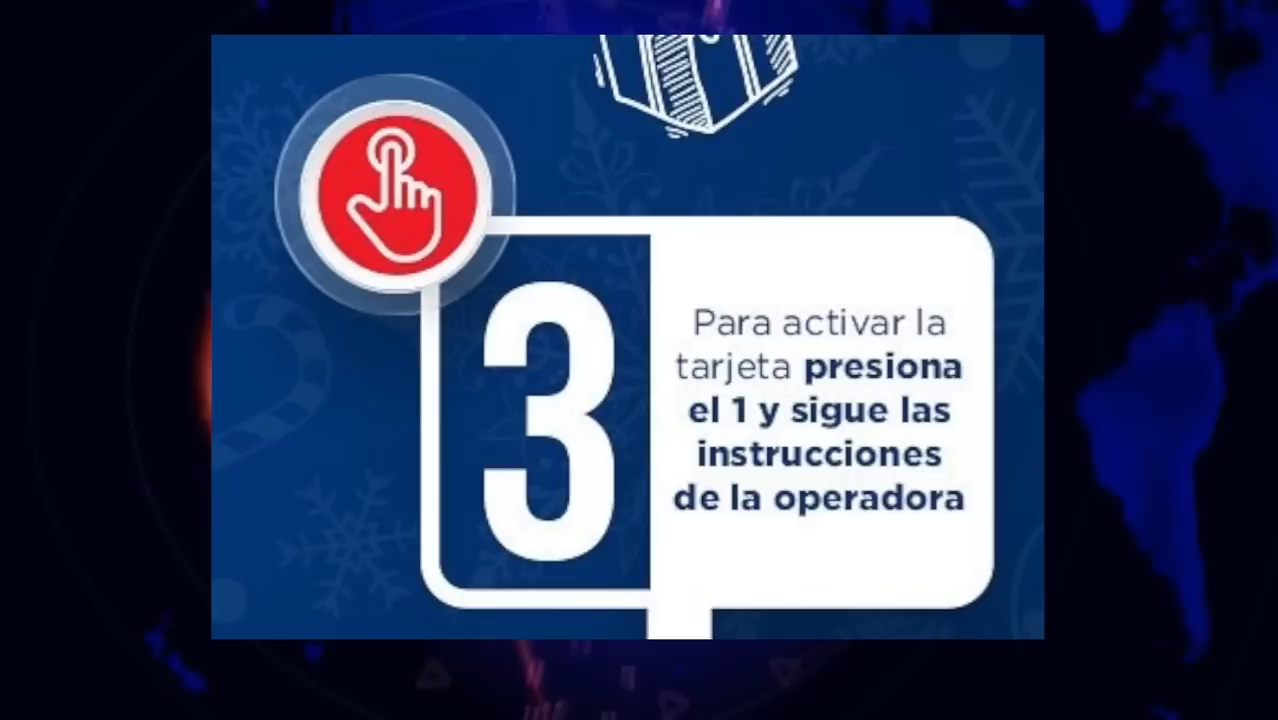 3
Para activar la
tarjeta presiona
el 1 y sigue las
instrucciones
de la operadora